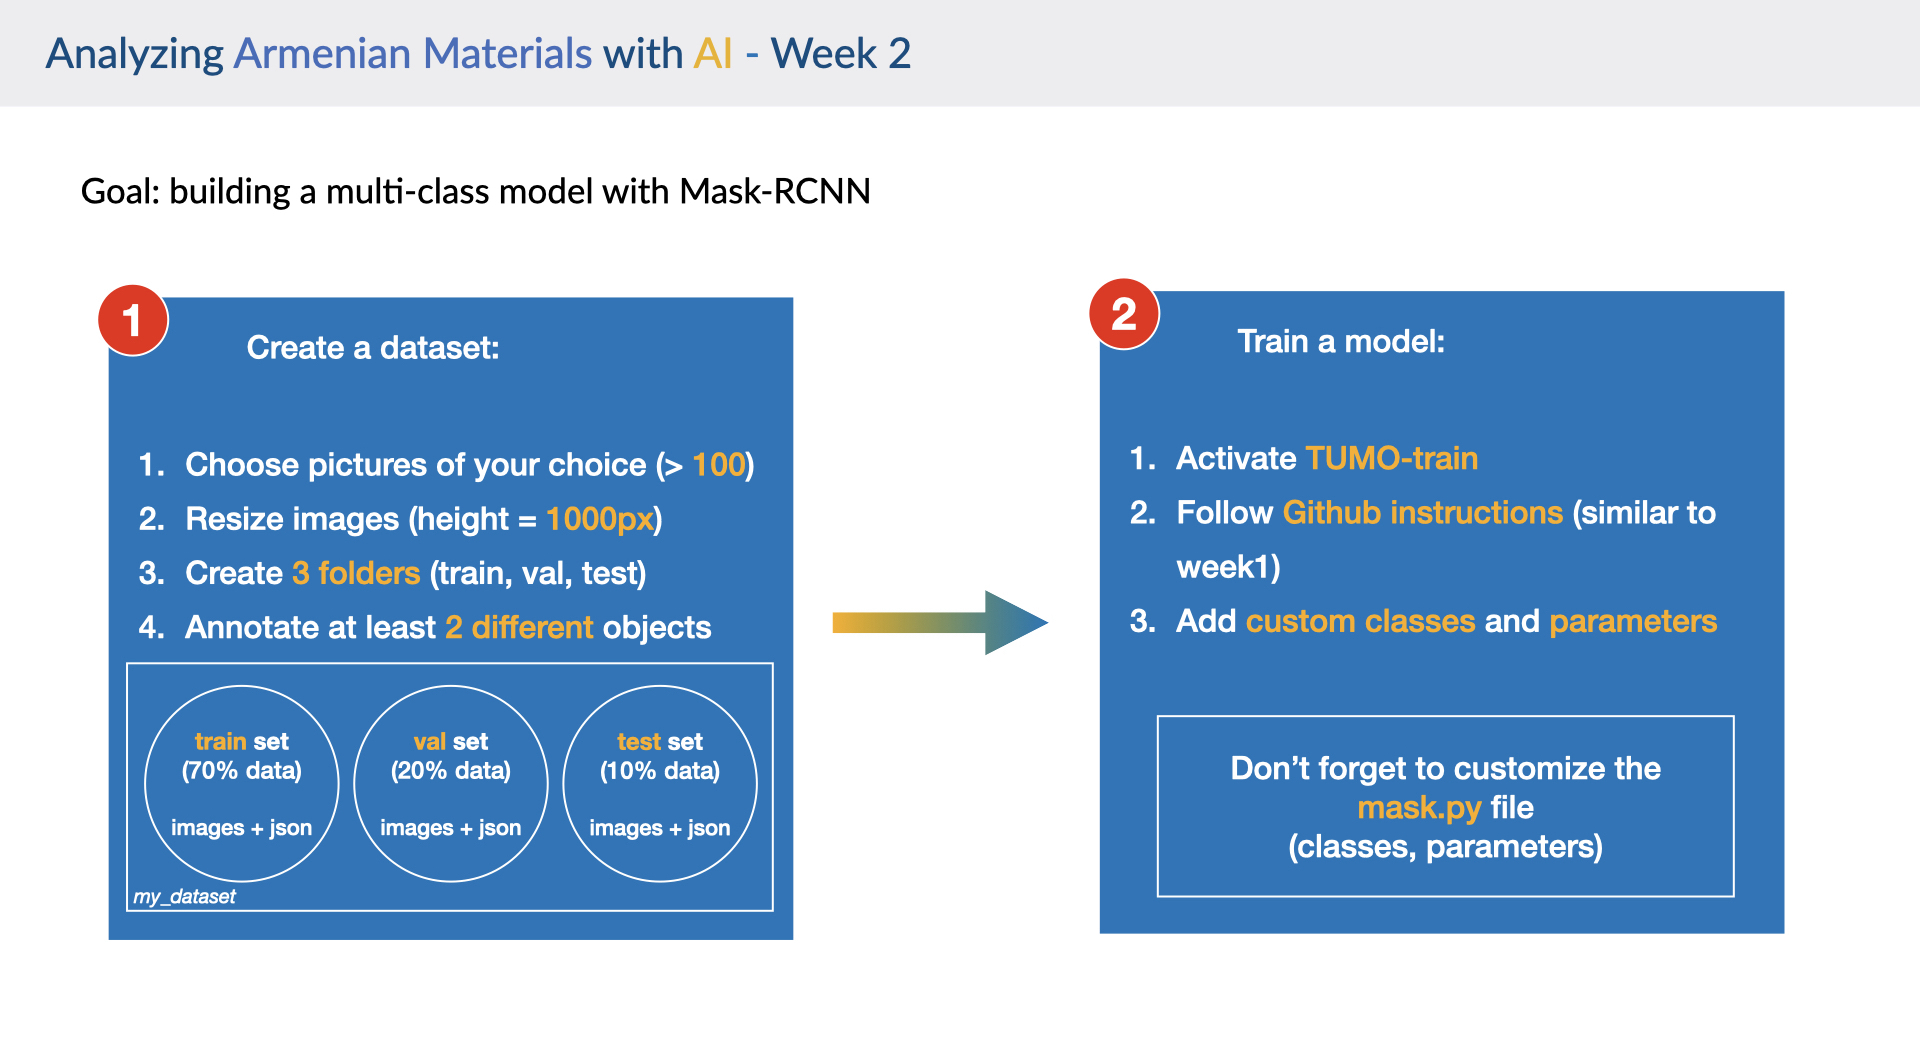 Analyzing Armenian Materials with AI - Week 2
Goal: building a multi-class model with Mask-RCNN
1
Create a dataset:
1. Choose pictures of your choice (> 100)
2. Resize images (height = 1000px)
3. Create 3 folders (train, val, test)
4. Annotate at least 2 different objects
train set
(70% data)
images + json
val set
(20% data)
images + json
test set
(10% data)
images + json
my_dataset
2
Train a model:
1. Activate TUMO-train
2. Follow Github instructions (similar to
week1)
3. Add custom classes and parameters
Don’t forget to customize the
mask.py file
(classes, parameters)